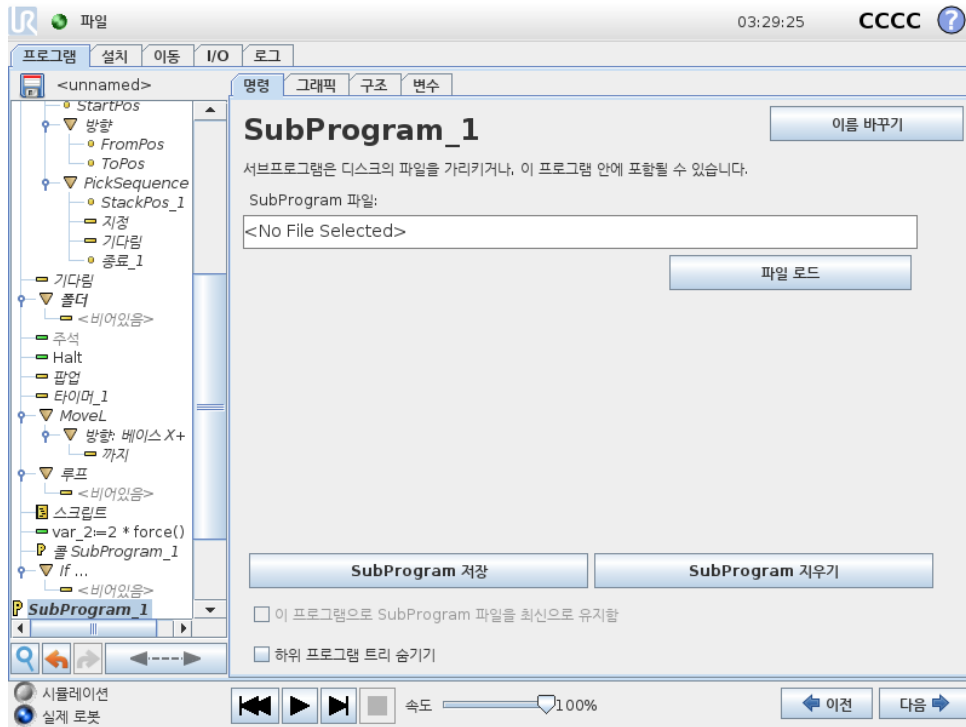 UR 파일 03:29:25 CCCC ?
프로그램 설치 이동 I/O 로그
<unnamed>
명령 그래픽 구조 변수
StartPos
방향
FromPos
ToPos
PickSequence
StackPos_1
지정
기다림
종료_1
기다림
폴더
<비어있음>
주석
Halt
팝업
타이머_1
MoveL
방향: 베이스 X+
까지
루프
<비어있음>
스크립트
var_2≔2 * force()
콜 SubProgram_1
If ...
<비어있음>
SubProgram_1
SubProgram_1
이름 바꾸기
서브프로그램은 디스크의 파일을 가리키거나, 이 프로그램 안에 포함될 수 있습니다.
SubProgram 파일:
<No File Selected>
파일 로드
SubProgram 저장 SubProgram 지우기
이 프로그램으로 SubProgram 파일을 최신으로 유지함
하위 프로그램 트리 숨기기
시뮬레이션
실제 로봇
속도 100%
이전 다음